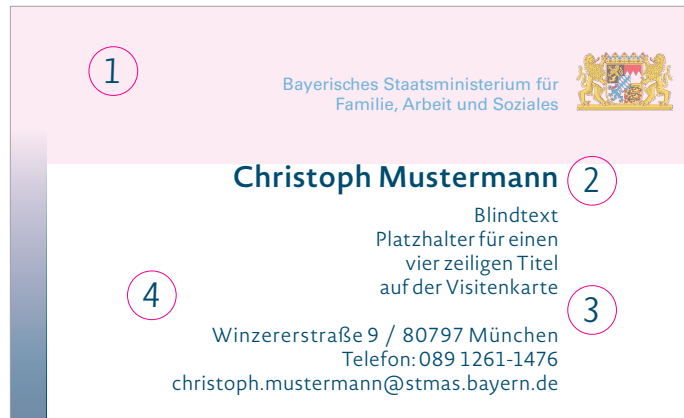 1
Bayerisches Staatsministerium für
Familie, Arbeit und Soziales
Christoph Mustermann
2
Blindtext
Platzhalter für einen
vier zeiligen Titel
auf der Visitenkarte
4
3
Winzererstraße 9 / 80797 München
Telefon: 089 1261-1476
christoph.mustermann@stmas.bayern.de